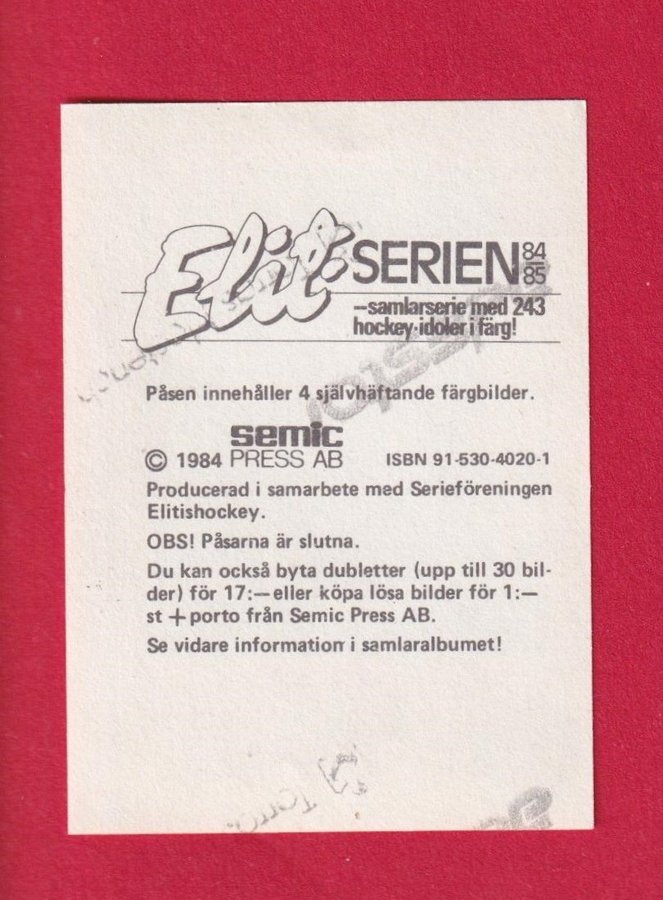 Elit-SERIEN 84/85
–samlarserie med 243
hockey-idoler i färg!
Påsen innehåller 4 självhäftande färgbilder.
semic
© 1984 PRESS AB ISBN 91-530-4020-1
Producerad i samarbete med Serieföreningen
Elitishockey.
OBS! Påsarna är slutna.
Du kan också byta dubletter (upp till 30 bil-
der) för 17:— eller köpa lösa bilder för 1:—
st + porto från Semic Press AB.
Se vidare information i samlaralbumet!